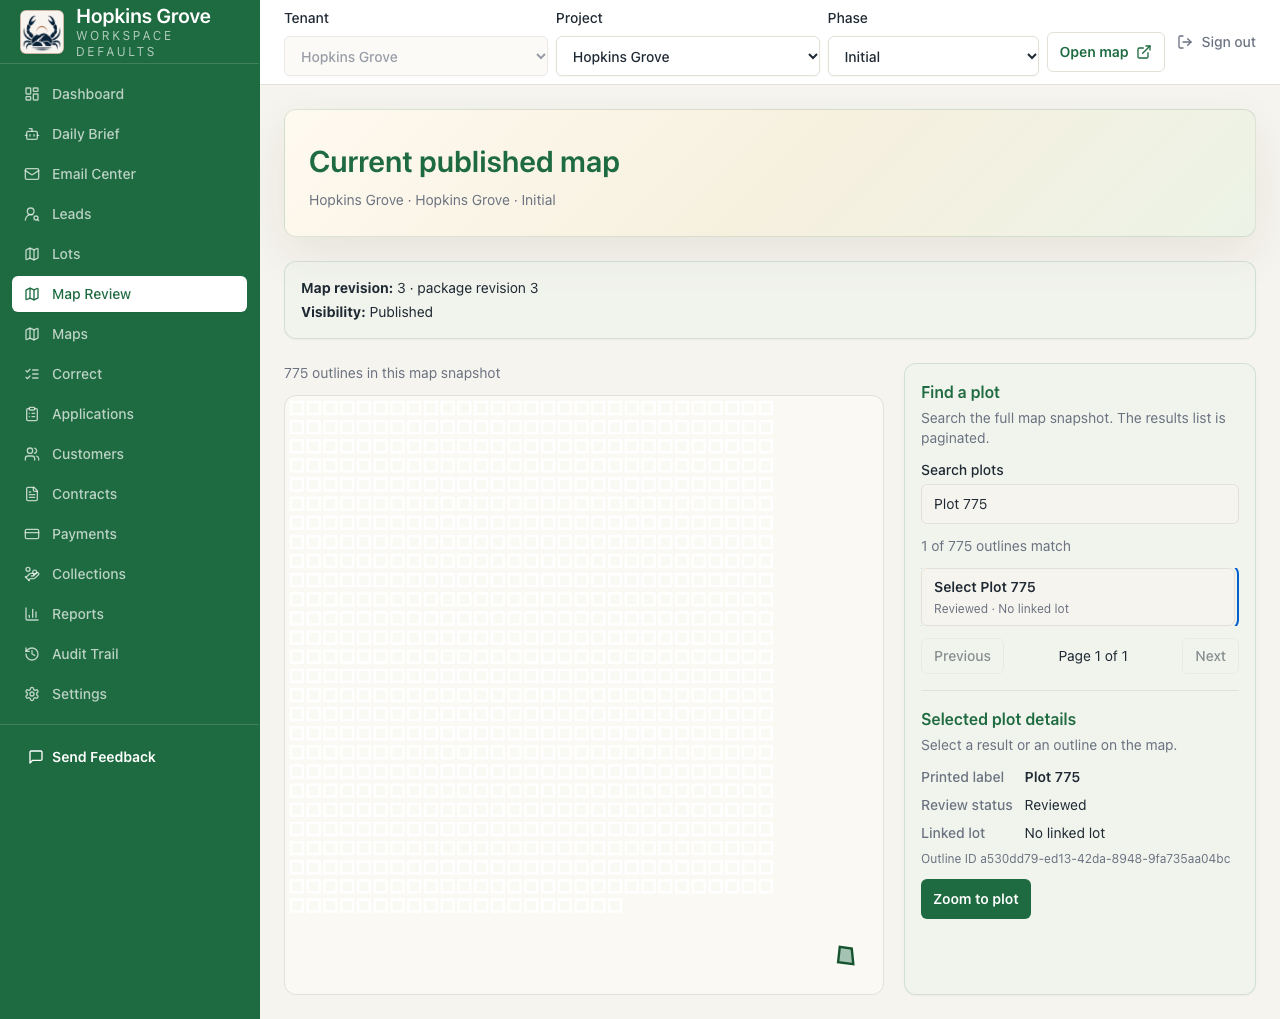 Hopkins Grove
WORKSPACE
DEFAULTS
Dashboard
Daily Brief
Email Center
Leads
Lots
Map Review
Maps
Correct
Applications
Customers
Contracts
Payments
Collections
Reports
Audit Trail
Settings
Send Feedback
Tenant
Hopkins Grove
Project
Hopkins Grove
Phase
Initial
Open map
Sign out
Current published map
Hopkins Grove · Hopkins Grove · Initial
Map revision: 3 · package revision 3
Visibility: Published
775 outlines in this map snapshot
Find a plot
Search the full map snapshot. The results list is
paginated.
Search plots
Plot 775
1 of 775 outlines match
Select Plot 775
Reviewed · No linked lot
Previous
Page 1 of 1
Next
Selected plot details
Select a result or an outline on the map.
Printed label Plot 775
Review status Reviewed
Linked lot No linked lot
Outline ID a530dd79-ed13-42da-8948-9fa735aa04bc
Zoom to plot